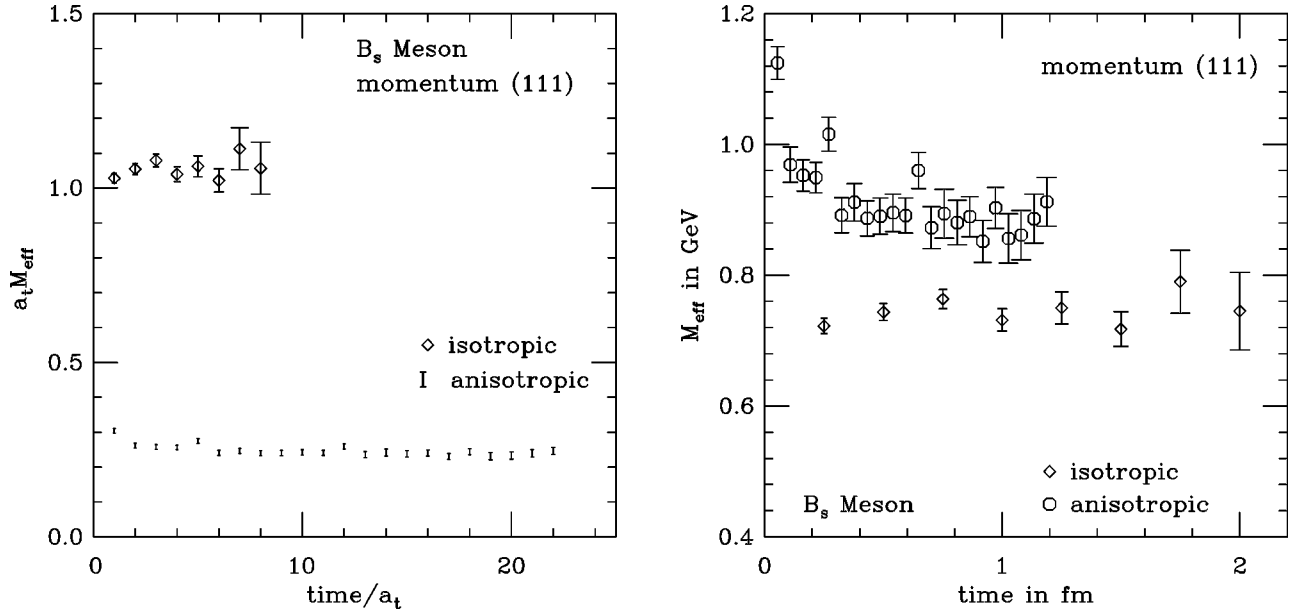 1.5
B_s Meson
momentum (111)
1.0
a_tM_eff
isotropic
0.5
anisotropic
0.0
0 10 20
time/a_t
1.2
momentum (111)
1.0
M_eff in GeV
0.8
0.6
isotropic
B_s Meson
anisotropic
0.4
0 1 2
time in fm